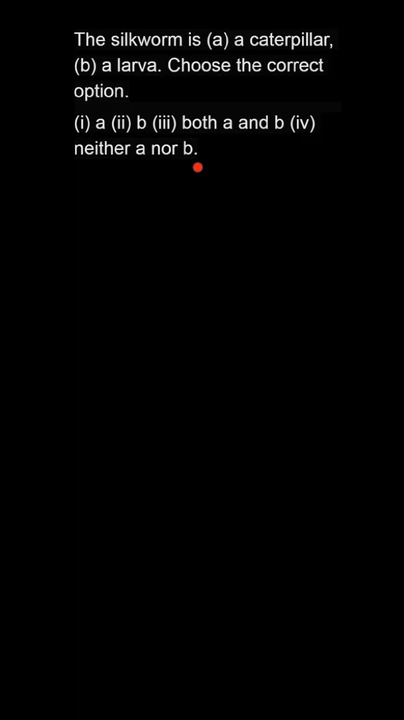 The silkworm is (a) a caterpillar,
(b) a larva. Choose the correct
option.
(i) a (ii) b (iii) both a and b (iv)
neither a nor b.